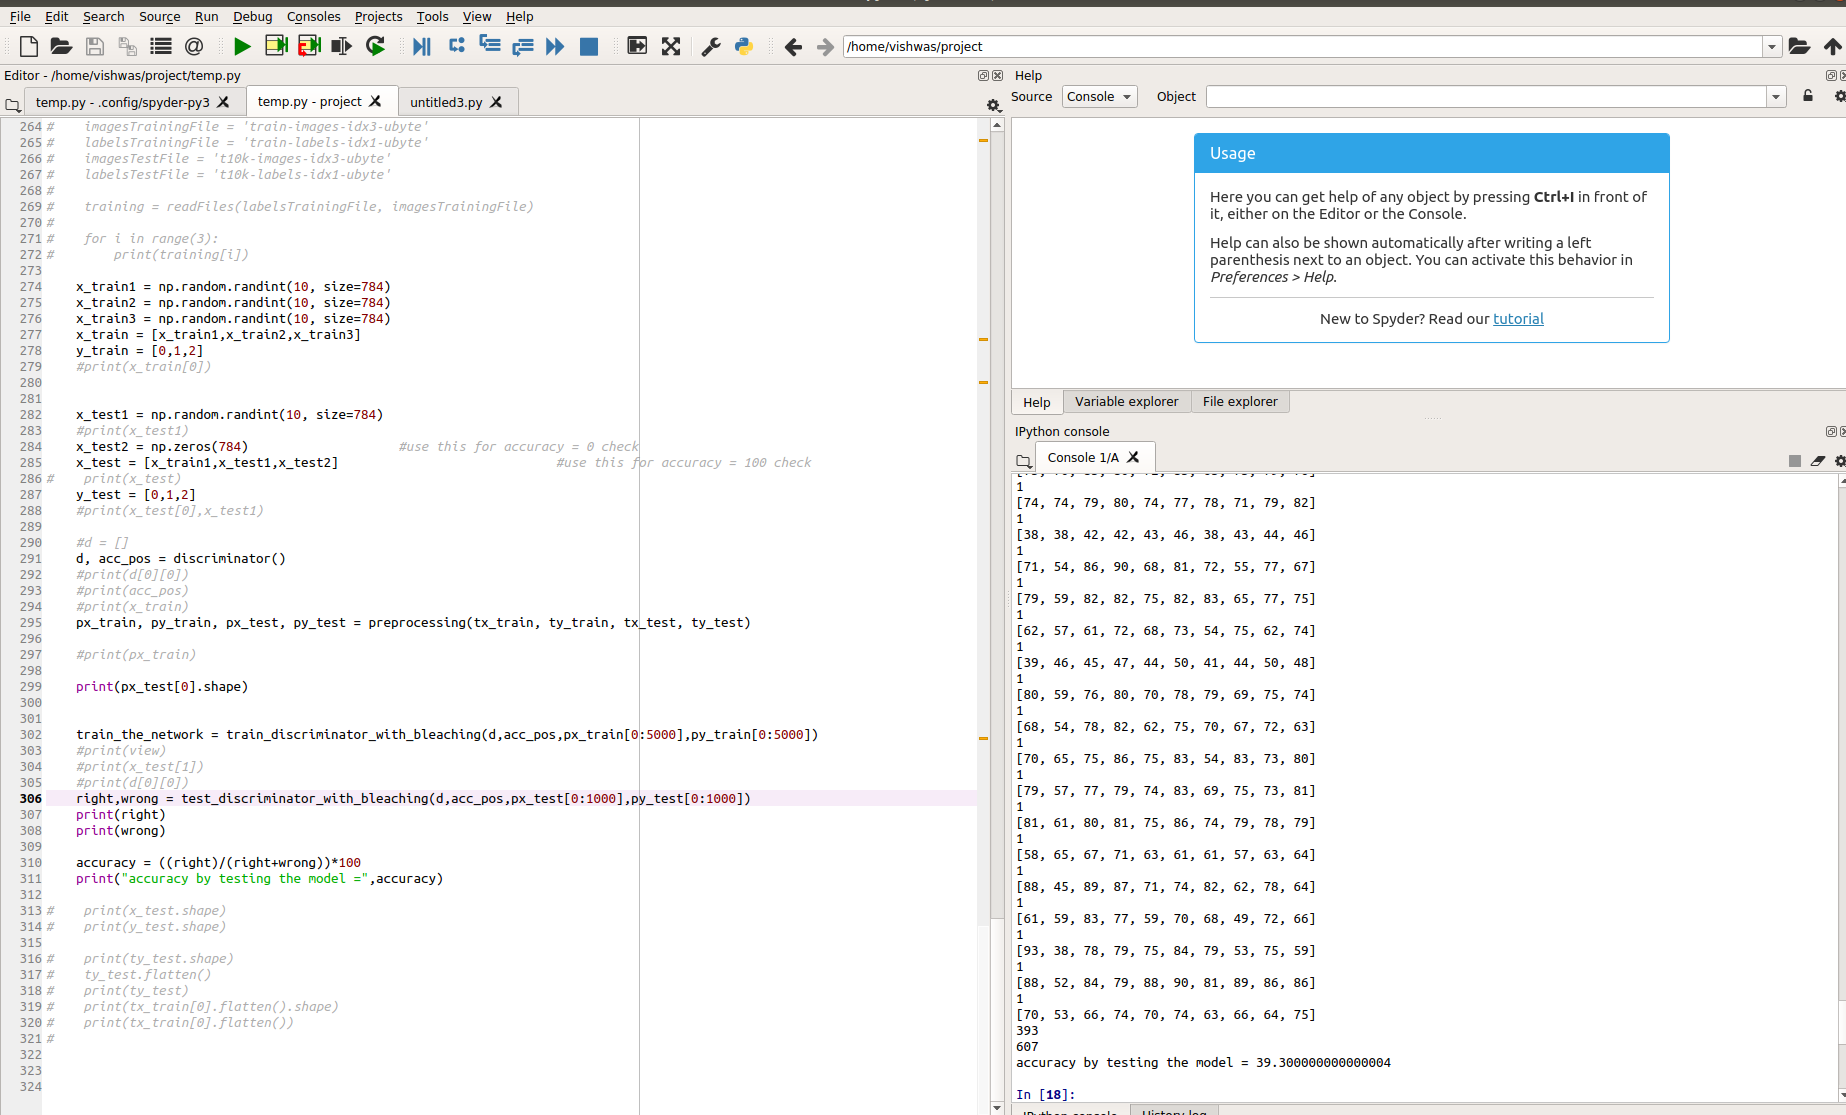 File Edit Search Source Run Debug Consoles Projects Tools View Help
/home/vishwas/project
Editor - /home/vishwas/project/temp.py
temp.py - .config/spyder-py3
temp.py - project
untitled3.py
264 #    imagesTrainingFile = 'train-images-idx3-ubyte'
265 #    labelsTrainingFile = 'train-labels-idx1-ubyte'
266 #    imagesTestFile = 't10k-images-idx3-ubyte'
267 #    labelsTestFile = 't10k-labels-idx1-ubyte'
268 #
269 #    training = readFiles(labelsTrainingFile, imagesTrainingFile)
270 #
271 #    for i in range(3):
272 #        print(training[i])
273
274    x_train1 = np.random.randint(10, size=784)
275    x_train2 = np.random.randint(10, size=784)
276    x_train3 = np.random.randint(10, size=784)
277    x_train = [x_train1,x_train2,x_train3]
278    y_train = [0,1,2]
279    #print(x_train[0])
280
281
282    x_test1 = np.random.randint(10, size=784)
283    #print(x_test1)
284    x_test2 = np.zeros(784)                    #use this for accuracy = 0 check
285    x_test = [x_train1,x_test1,x_test2]                             #use this for accuracy = 100 check
286 #    print(x_test)
287    y_test = [0,1,2]
288    #print(x_test[0],x_test1)
289
290    #d = []
291    d, acc_pos = discriminator()
292    #print(d[0][0])
293    #print(acc_pos)
294    #print(x_train)
295    px_train, py_train, px_test, py_test = preprocessing(tx_train, ty_train, tx_test, ty_test)
296
297    #print(px_train)
298
299    print(px_test[0].shape)
300
301
302    train_the_network = train_discriminator_with_bleaching(d,acc_pos,px_train[0:5000],py_train[0:5000])
303    #print(view)
304    #print(x_test[1])
305    #print(d[0][0])
306    right,wrong = test_discriminator_with_bleaching(d,acc_pos,px_test[0:1000],py_test[0:1000])
307    print(right)
308    print(wrong)
309
310    accuracy = ((right)/(right+wrong))*100
311    print("accuracy by testing the model =",accuracy)
312
313 #    print(x_test.shape)
314 #    print(y_test.shape)
315
316 #    print(ty_test.shape)
317 #    ty_test.flatten()
318 #    print(ty_test)
319 #    print(tx_train[0].flatten().shape)
320 #    print(tx_train[0].flatten())
321 #
322
323
324
Help
Source Console Object
Usage
Here you can get help of any object by pressing Ctrl+I in front of
it, either on the Editor or the Console.
Help can also be shown automatically after writing a left
parenthesis next to an object. You can activate this behavior in
Preferences > Help.
New to Spyder? Read our tutorial
Help Variable explorer File explorer
IPython console
Console 1/A
1
[74, 74, 79, 80, 74, 77, 78, 71, 79, 82]
1
[38, 38, 42, 42, 43, 46, 38, 43, 44, 46]
1
[71, 54, 86, 90, 68, 81, 72, 55, 77, 67]
1
[79, 59, 82, 82, 75, 82, 83, 65, 77, 75]
1
[62, 57, 61, 72, 68, 73, 54, 75, 62, 74]
1
[39, 46, 45, 47, 44, 50, 41, 44, 50, 48]
1
[80, 59, 76, 80, 70, 78, 79, 69, 75, 74]
1
[68, 54, 78, 82, 62, 75, 70, 67, 72, 63]
1
[70, 65, 75, 86, 75, 83, 54, 83, 73, 80]
1
[79, 57, 77, 79, 74, 83, 69, 75, 73, 81]
1
[81, 61, 80, 81, 75, 86, 74, 79, 78, 79]
1
[58, 65, 67, 71, 63, 61, 61, 57, 63, 64]
1
[88, 45, 89, 87, 71, 74, 82, 62, 78, 64]
1
[61, 59, 83, 77, 59, 70, 68, 49, 72, 66]
1
[93, 38, 78, 79, 75, 84, 79, 53, 75, 59]
1
[88, 52, 84, 79, 88, 90, 81, 89, 86, 86]
1
[70, 53, 66, 74, 70, 74, 63, 66, 64, 75]
393
607
accuracy by testing the model = 39.300000000000004
In [18]:
IPython console History log